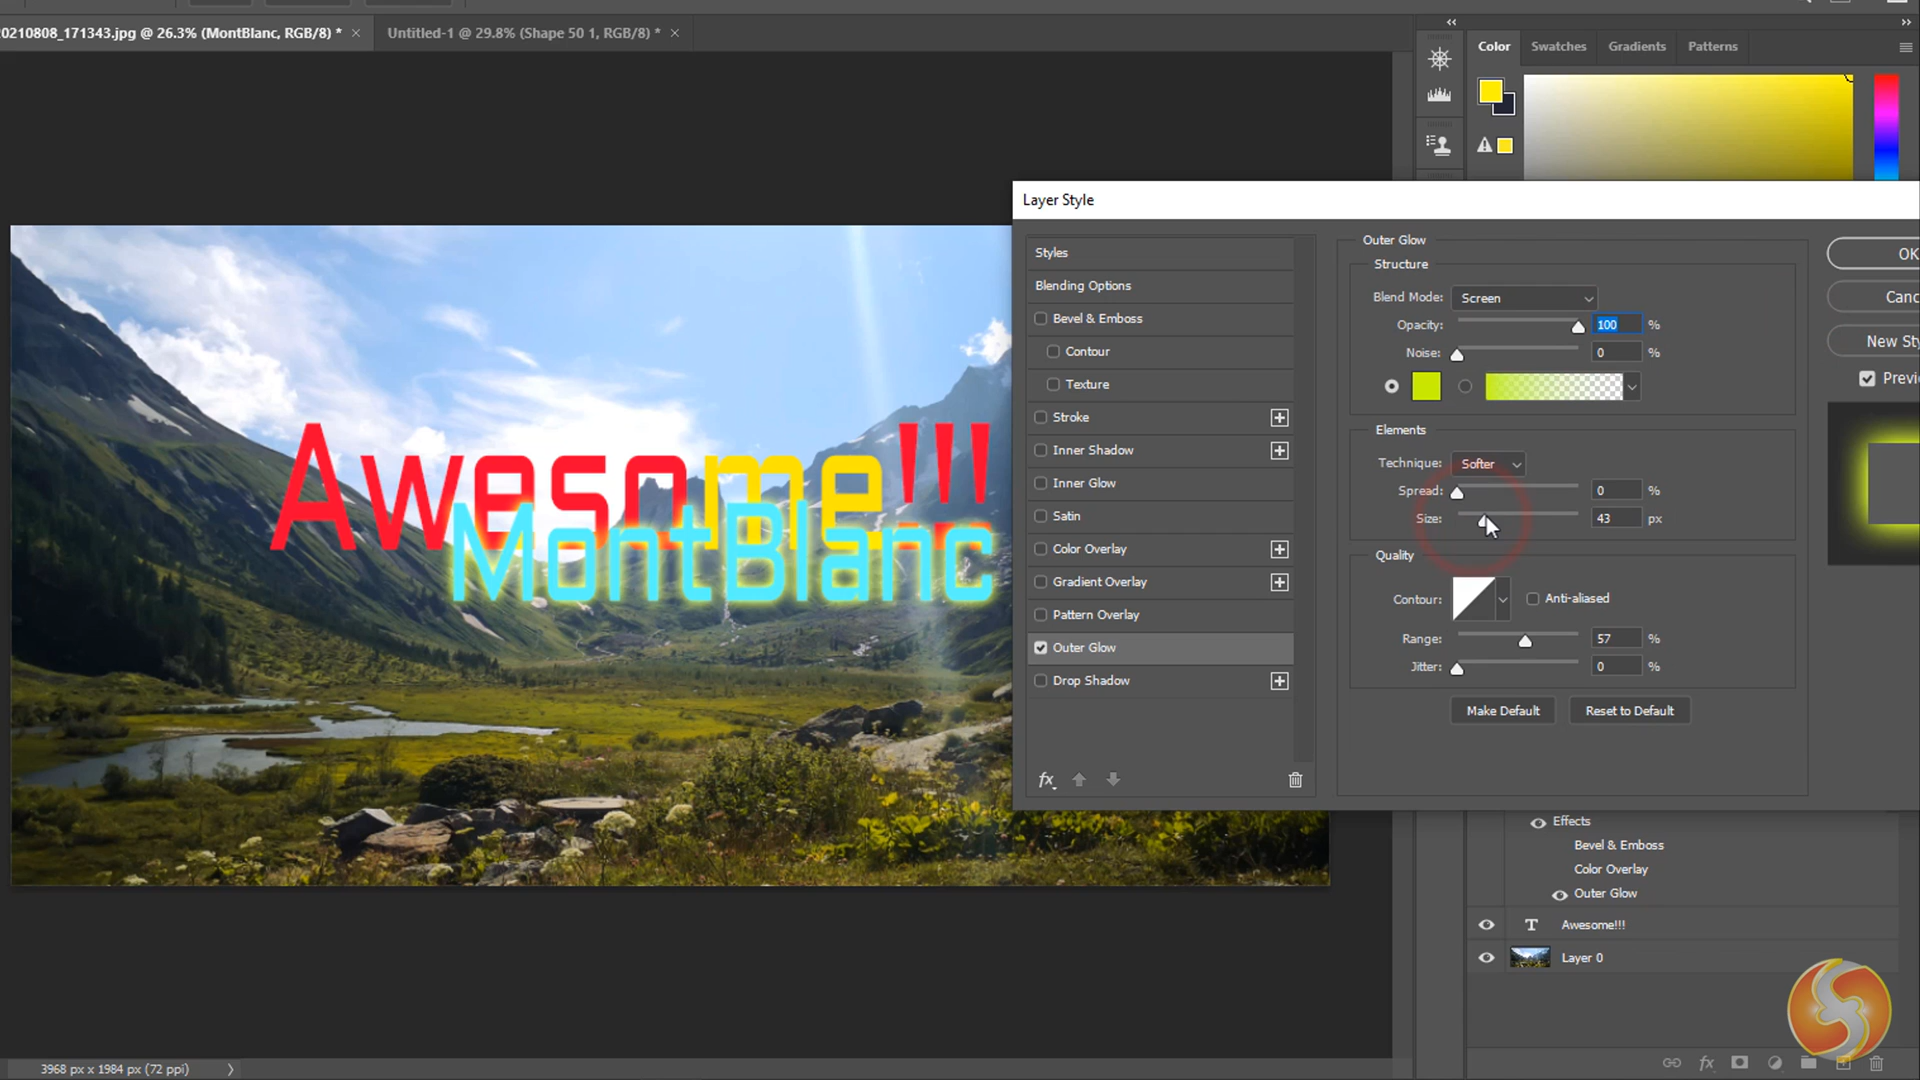 20210808_171343.jpg @ 26.3% (MontBlanc, RGB/8) *
Untitled-1 @ 29.8% (Shape 50 1, RGB/8) *
Color
Swatches
Gradients
Patterns
Layer Style
Styles
Blending Options
Bevel & Emboss
Contour
Texture
Stroke
Inner Shadow
Inner Glow
Satin
Color Overlay
Gradient Overlay
Pattern Overlay
Outer Glow
Drop Shadow
fx
Outer Glow
Structure
Blend Mode: Screen
Opacity: 100 %
Noise: 0 %
Elements
Technique: Softer
Spread: 0 %
Size: 43 px
Quality
Contour: Anti-aliased
Range: 57 %
Jitter: 0 %
Make Default
Reset to Default
OK
Canc
New Sty
Previ
Awesome!!!
MontBlanc
Effects
Bevel & Emboss
Color Overlay
Outer Glow
T Awesome!!!
Layer 0
fx
3968 px x 1984 px (72 ppi)